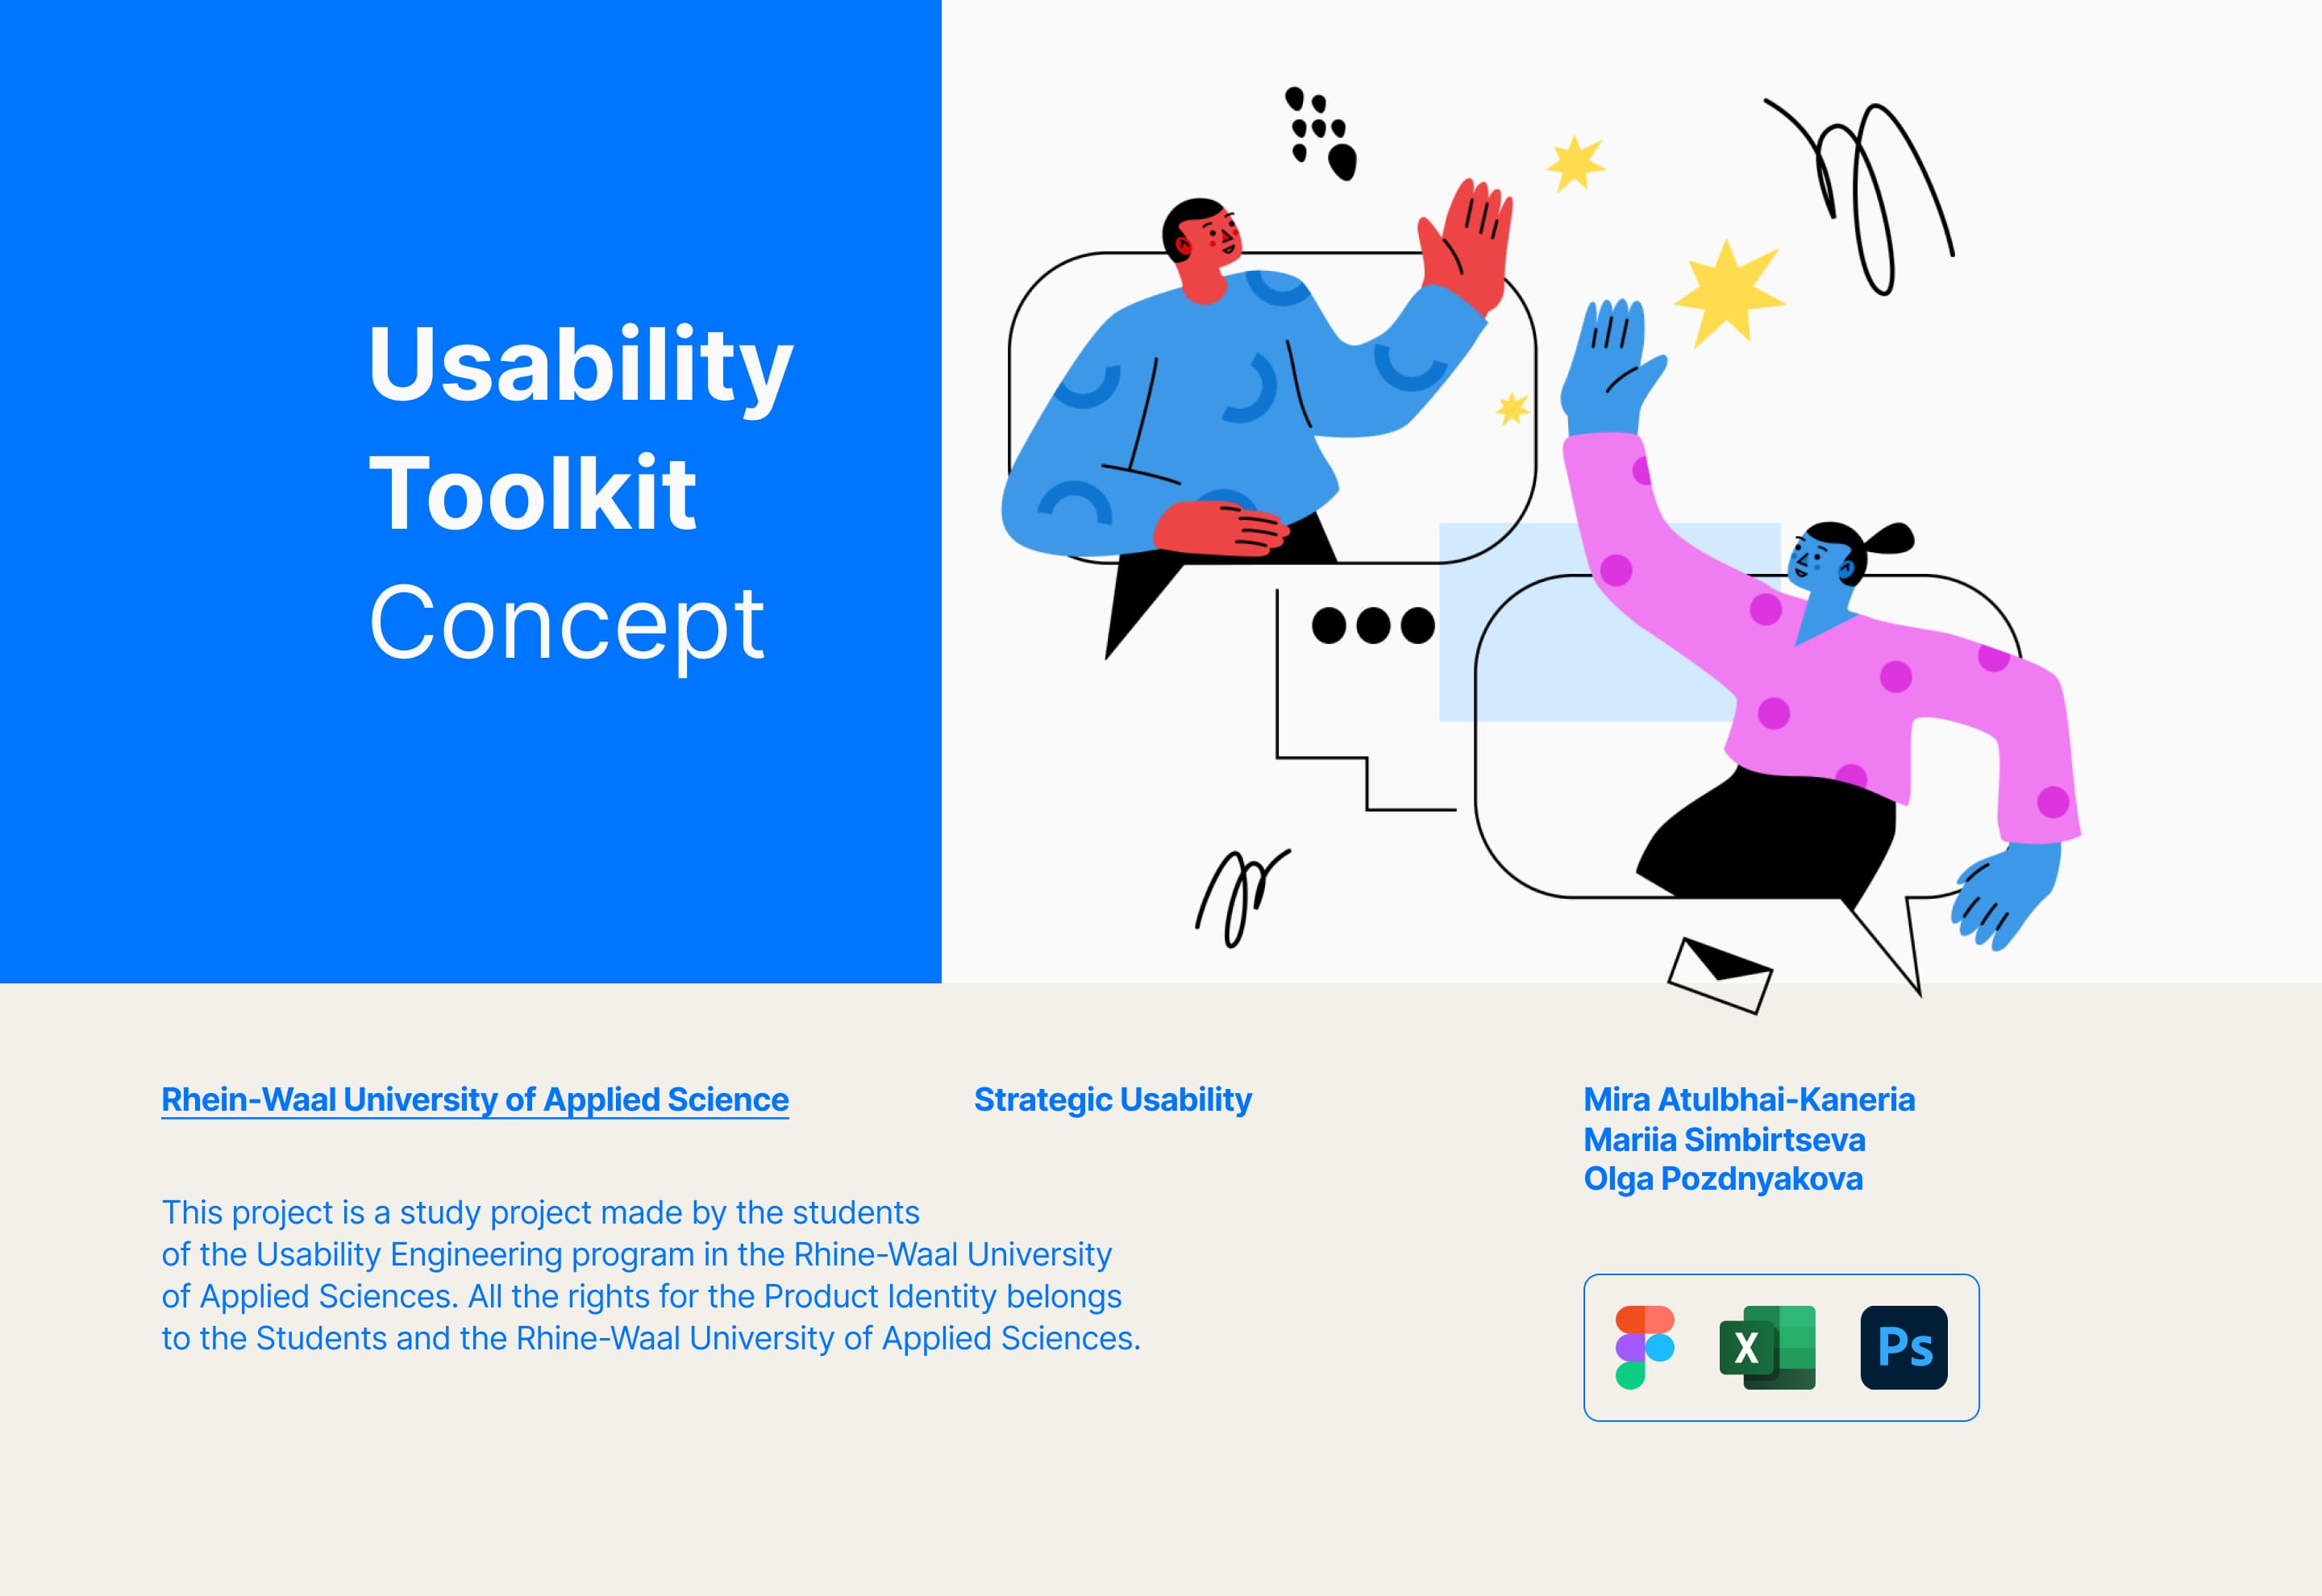 Usability
Toolkit
Concept
Rhein-Waal University of Applied Science
Strategic Usability
Mira Atulbhai-Kaneria
Mariia Simbirtseva
Olga Pozdnyakova
This project is a study project made by the students
of the Usability Engineering program in the Rhine-Waal University
of Applied Sciences. All the rights for the Product Identity belongs
to the Students and the Rhine-Waal University of Applied Sciences.
X
Ps